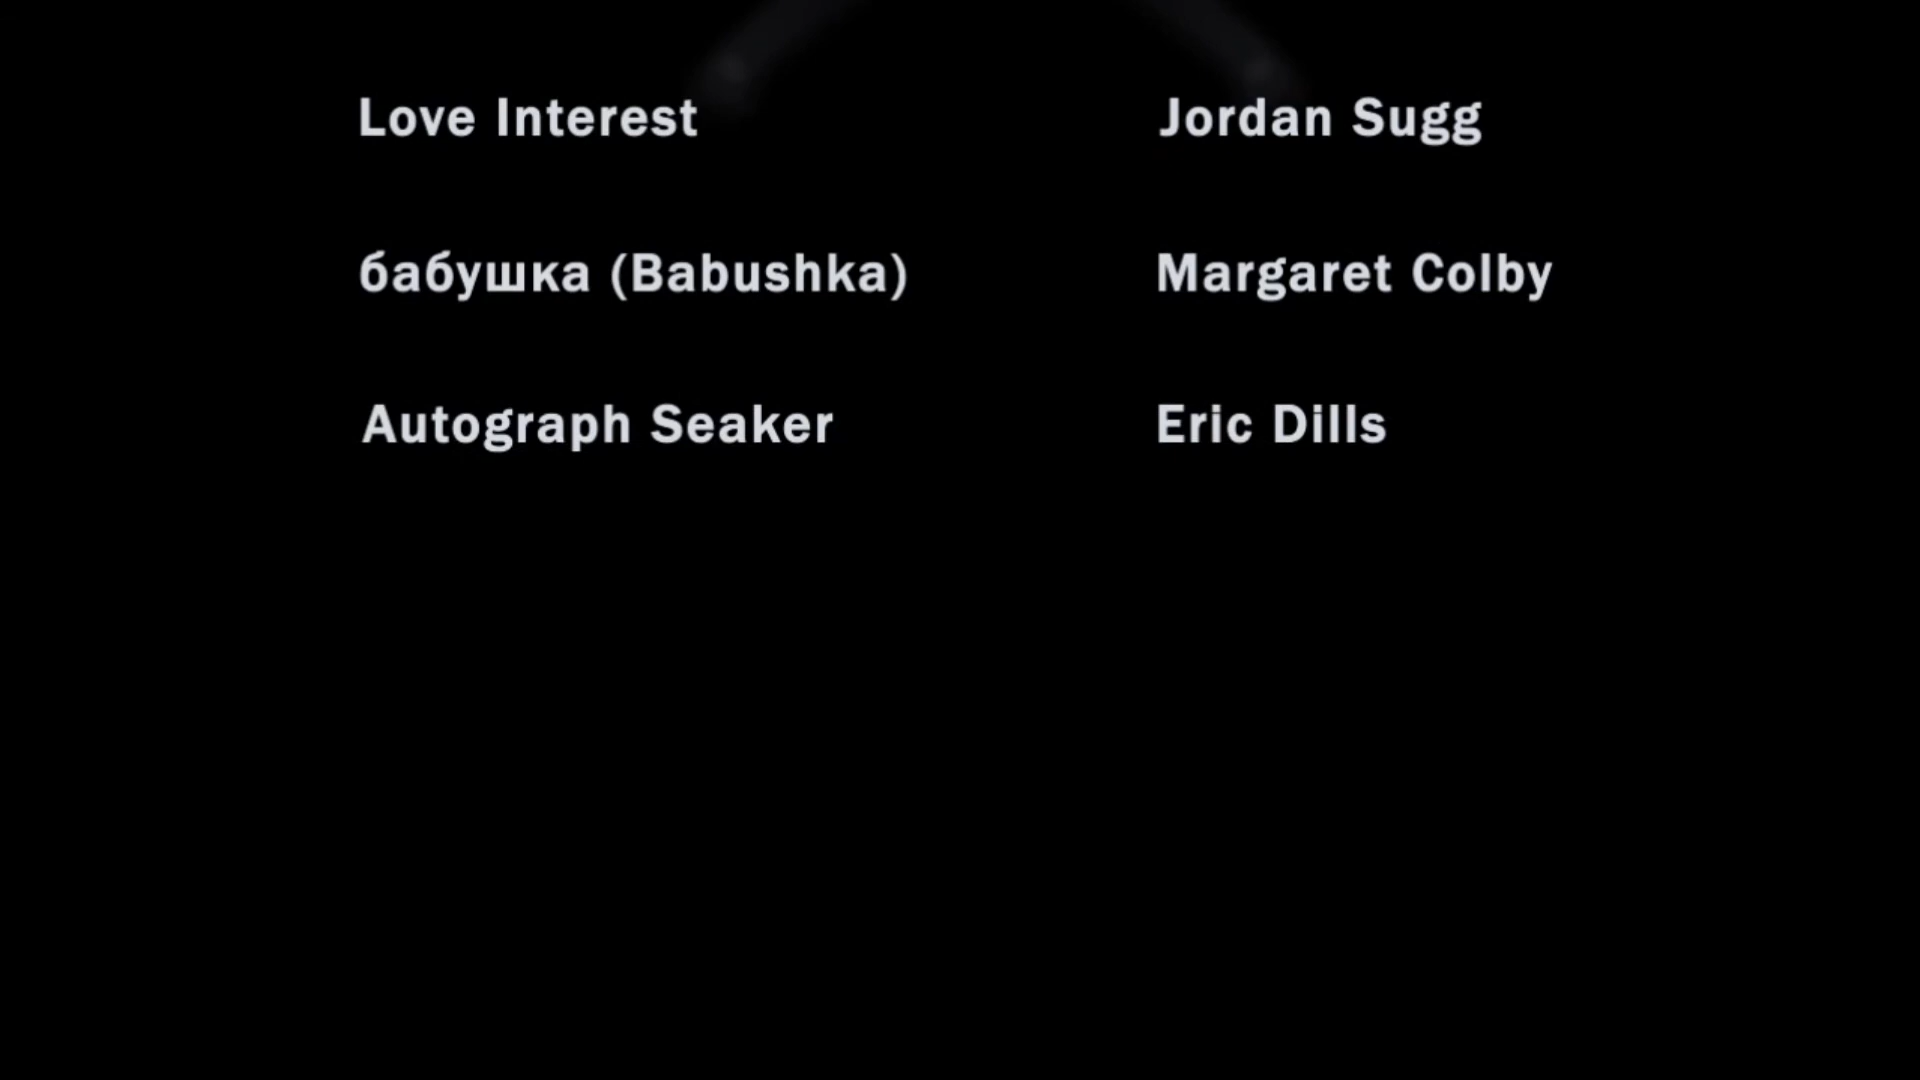 Love Interest Jordan Sugg
бабушка (Babushka) Margaret Colby
Autograph Seaker Eric Dills